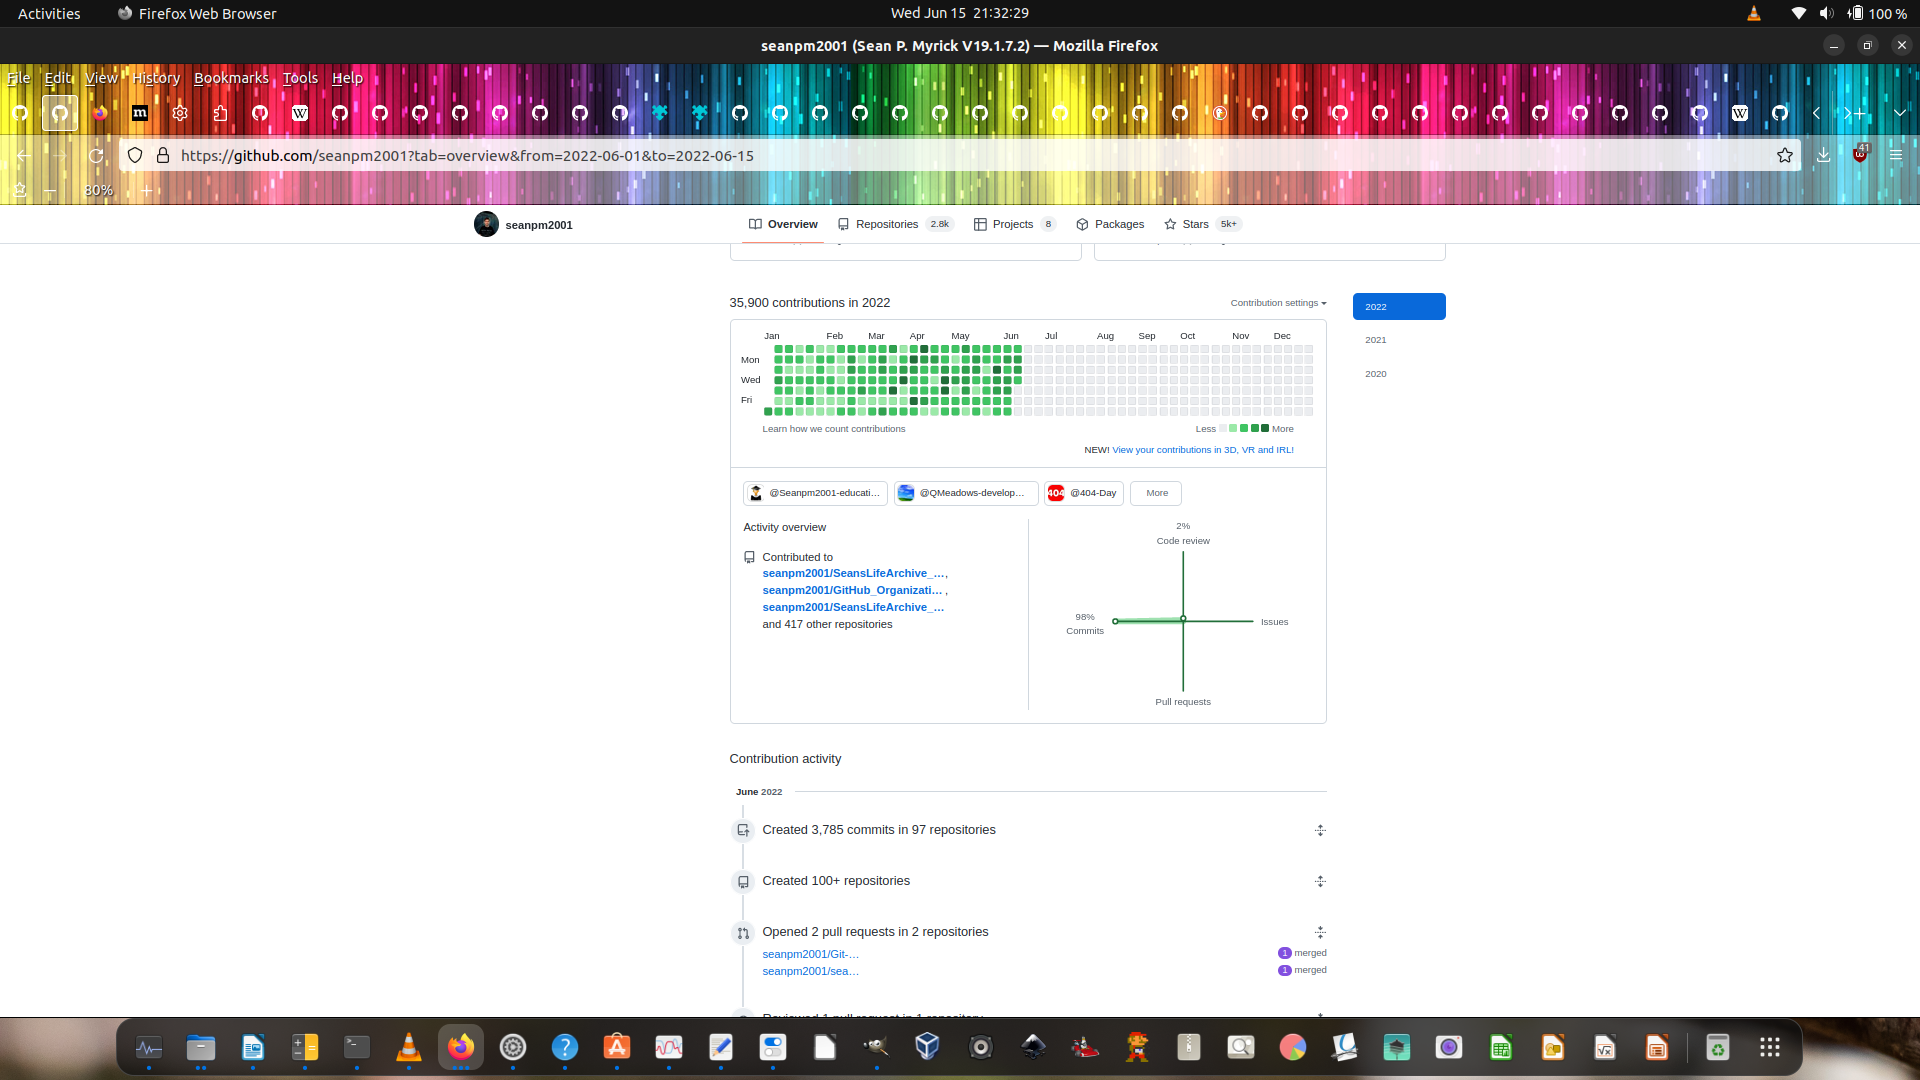 Activities
Firefox Web Browser
Wed Jun 15 21:32:29
100 %
seanpm2001 (Sean P. Myrick V19.1.7.2) — Mozilla Firefox
File Edit View History Bookmarks Tools Help
https://github.com/seanpm2001?tab=overview&from=2022-06-01&to=2022-06-15
41
80%
seanpm2001
Overview
Repositories 2.8k
Projects 8
Packages
Stars 5k+
35,900 contributions in 2022
Contribution settings
2022
2021
2020
Jan Feb Mar Apr May Jun Jul Aug Sep Oct Nov Dec
Mon
Wed
Fri
Learn how we count contributions
Less More
NEW! View your contributions in 3D, VR and IRL!
@Seanpm2001-educati…
@QMeadows-develop…
404 @404-Day
More
Activity overview
Contributed to
seanpm2001/SeansLifeArchive_…,
seanpm2001/GitHub_Organizati… ,
seanpm2001/SeansLifeArchive_…
and 417 other repositories
2%
Code review
98%
Commits
Issues
Pull requests
Contribution activity
June 2022
Created 3,785 commits in 97 repositories
Created 100+ repositories
Opened 2 pull requests in 2 repositories
seanpm2001/Git-…
1 merged
seanpm2001/sea…
1 merged
Reviewed 1 pull request in 1 repository